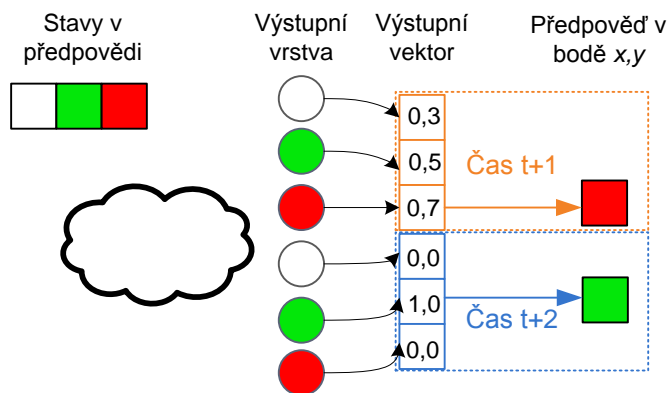 Stavy v
předpovědi
Výstupní
vrstva
Výstupní
vektor
Předpověď v
bodě x,y
0,3
0,5
Čas t+1
0,7
0,0
1,0
Čas t+2
0,0